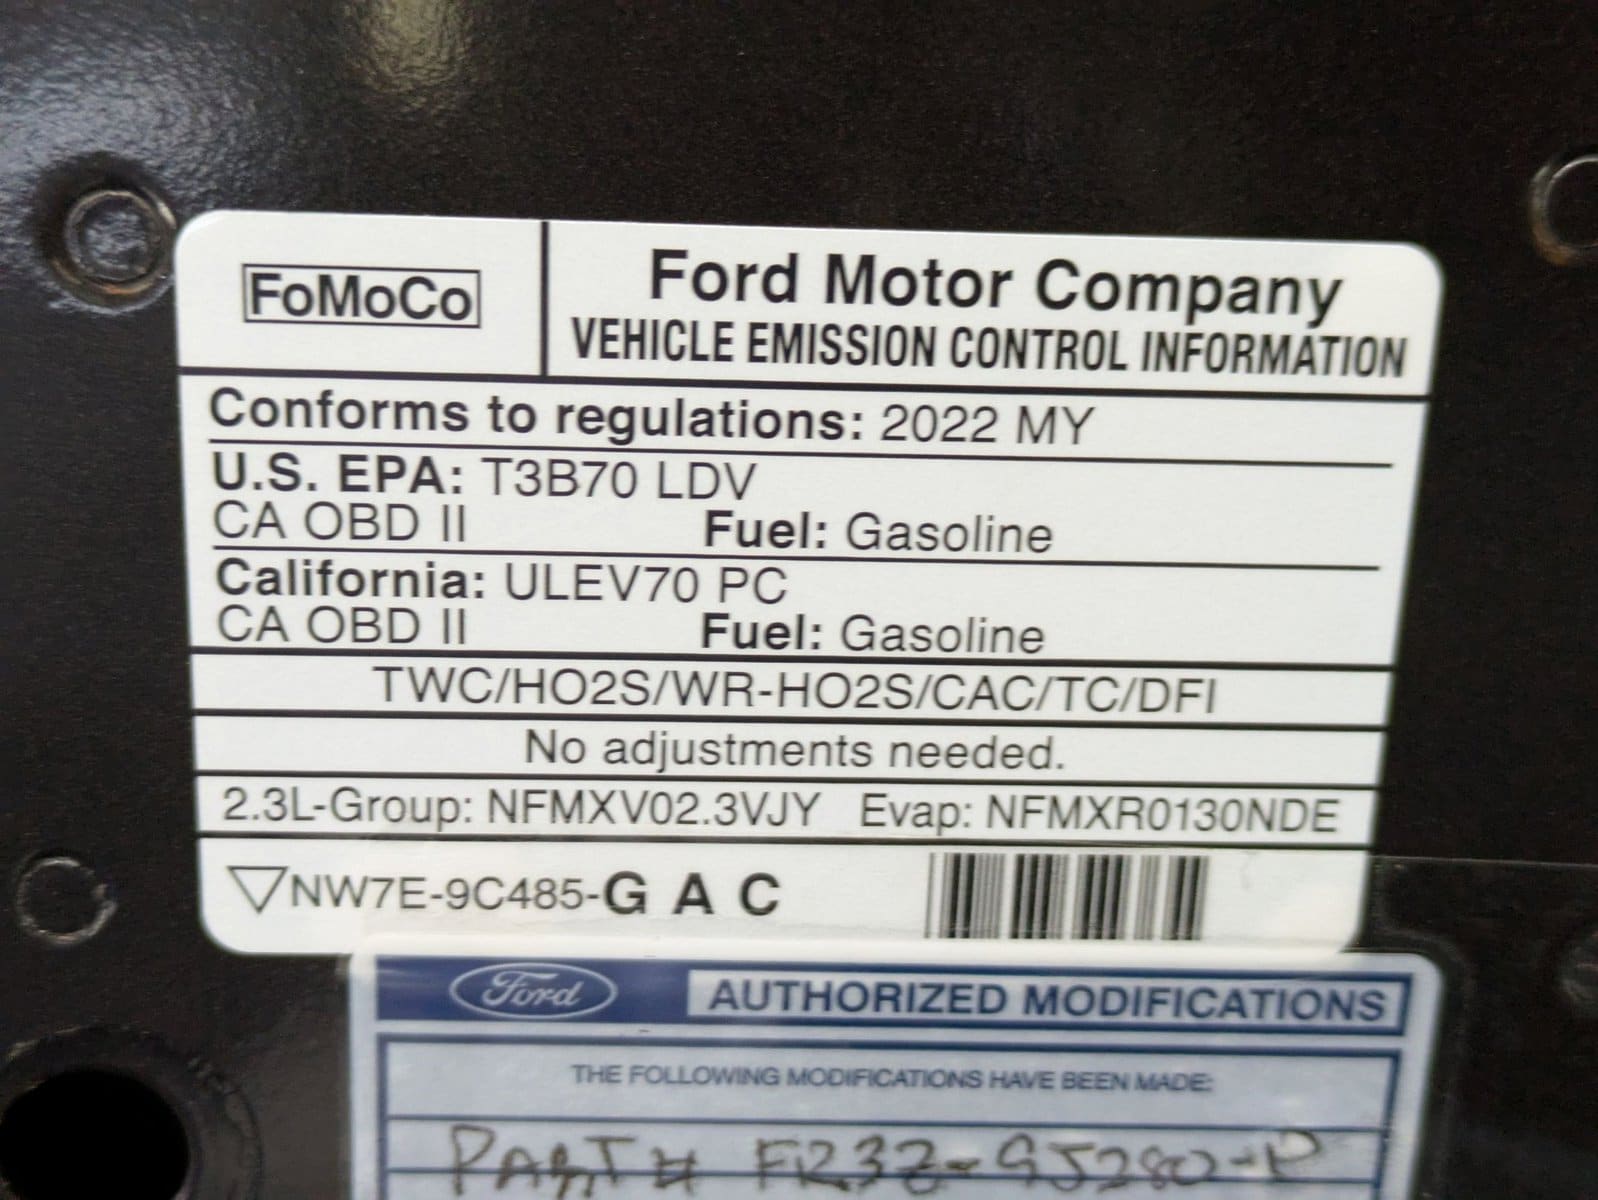 FoMoCo
Ford Motor Company
VEHICLE EMISSION CONTROL INFORMATION
Conforms to regulations: 2022 MY
U.S. EPA: T3B70 LDV
CA OBD II Fuel: Gasoline
California: ULEV70 PC
CA OBD II Fuel: Gasoline
TWC/HO2S/WR-HO2S/CAC/TC/DFI
No adjustments needed.
2.3L-Group: NFMXV02.3VJY Evap: NFMXR0130NDE
NW7E-9C485-G A C
Ford AUTHORIZED MODIFICATIONS
THE FOLLOWING MODIFICATIONS HAVE BEEN MADE:
PART#